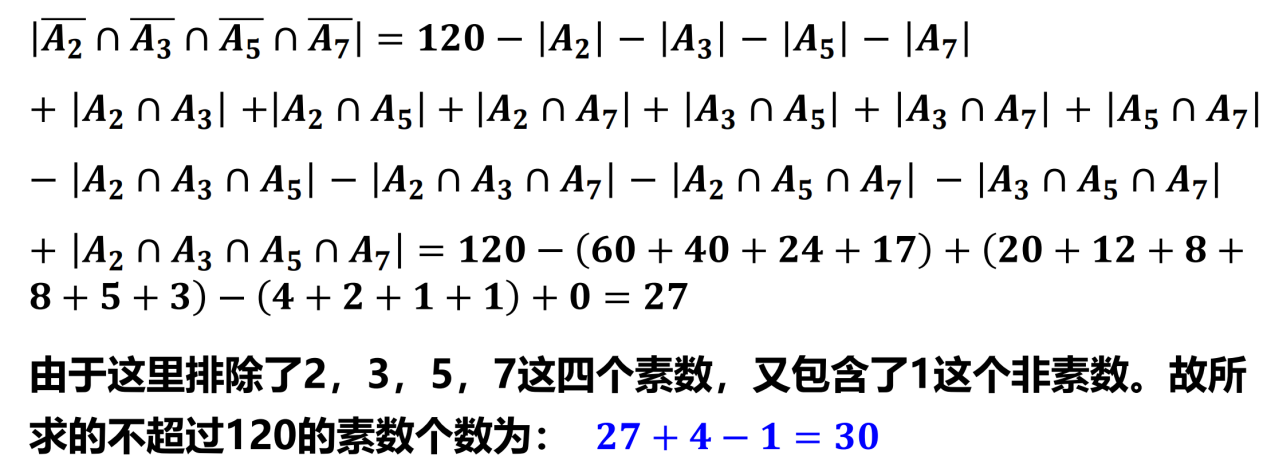 |A̅₂ ∩ A̅₃ ∩ A̅₅ ∩ A̅₇| = 120 − |A₂| − |A₃| − |A₅| − |A₇|
+ |A₂ ∩ A₃| +|A₂ ∩ A₅| + |A₂ ∩ A₇| + |A₃ ∩ A₅| + |A₃ ∩ A₇| + |A₅ ∩ A₇|
− |A₂ ∩ A₃ ∩ A₅| − |A₂ ∩ A₃ ∩ A₇| − |A₂ ∩ A₅ ∩ A₇| − |A₃ ∩ A₅ ∩ A₇|
+ |A₂ ∩ A₃ ∩ A₅ ∩ A₇| = 120 − (60 + 40 + 24 + 17) + (20 + 12 + 8 +
8 + 5 + 3) − (4 + 2 + 1 + 1) + 0 = 27
由于这里排除了2，3，5，7这四个素数，又包含了1这个非素数。故所
求的不超过120的素数个数为： 27 + 4 − 1 = 30